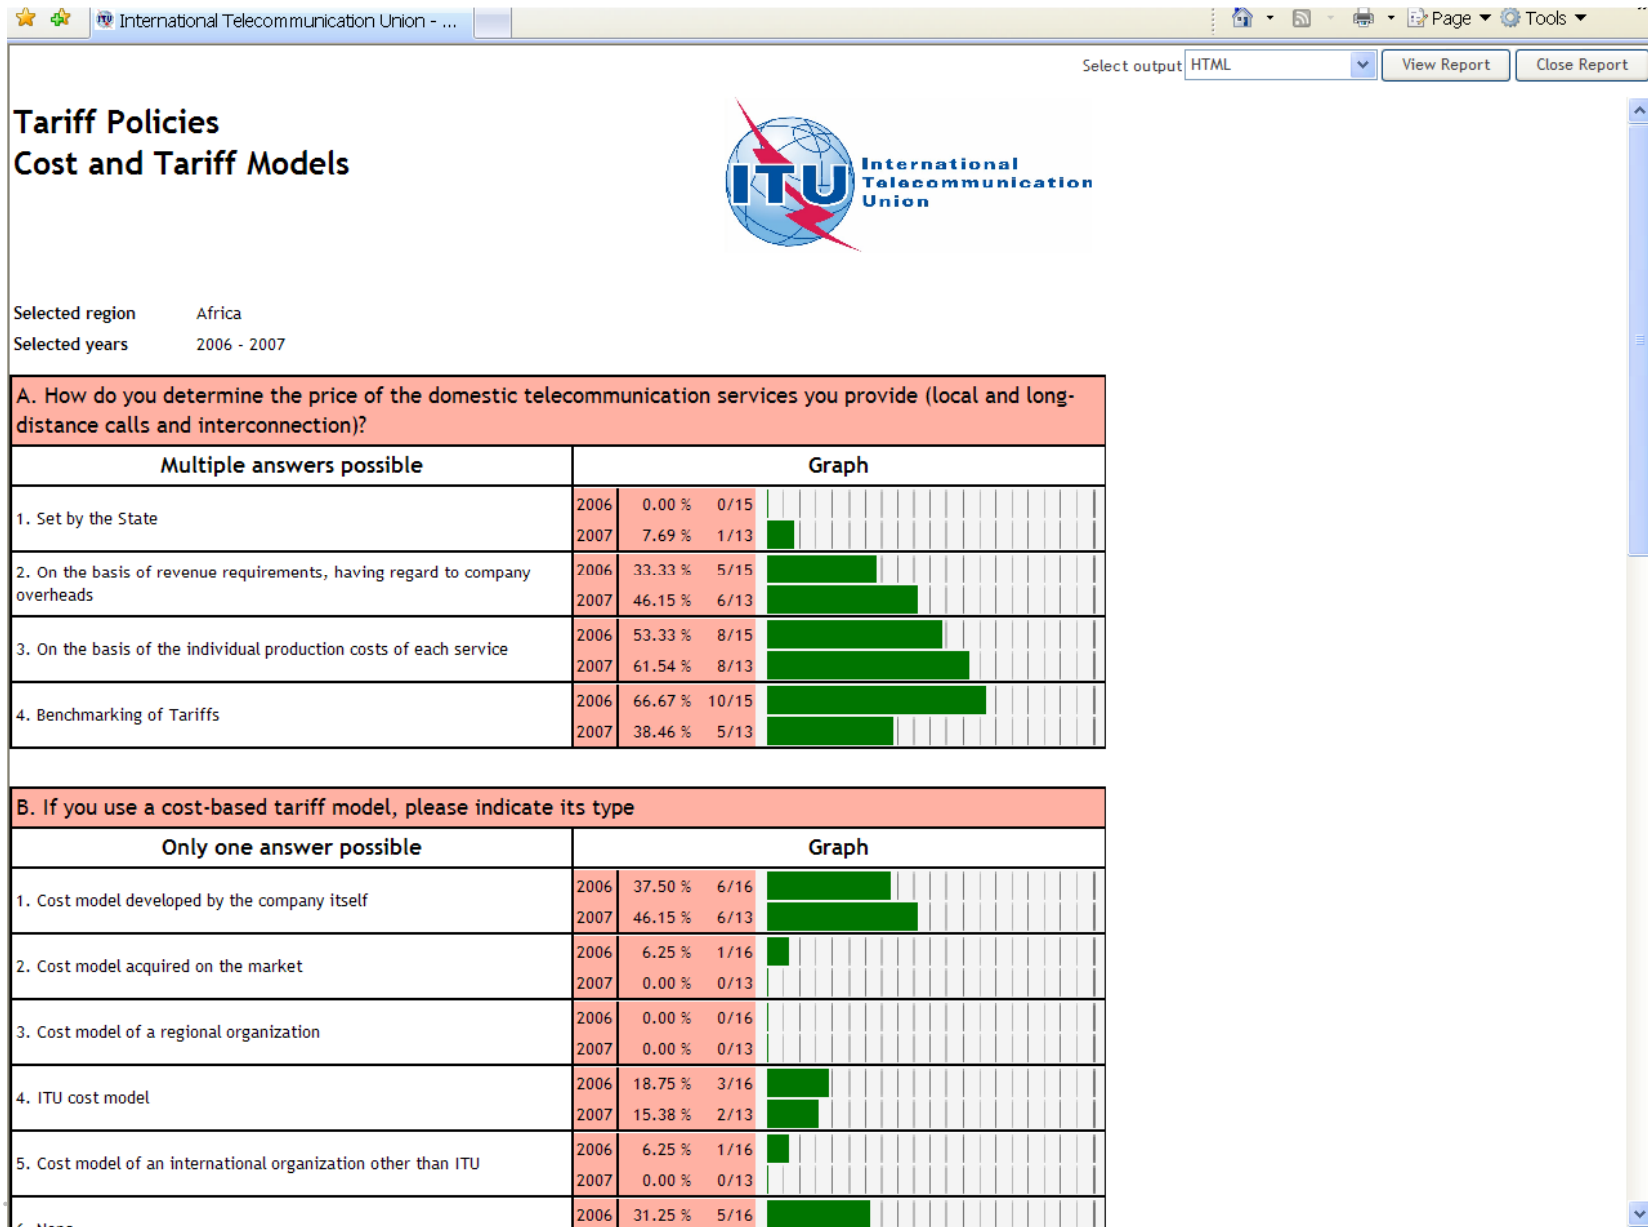 International Telecommunication Union - ...
Page
Tools
Select output
HTML
View Report
Close Report
Tariff Policies
Cost and Tariff Models
ITU
International
Telecommunication
Union
Selected region Africa
Selected years 2006 - 2007
A. How do you determine the price of the domestic telecommunication services you provide (local and long-
distance calls and interconnection)?
Multiple answers possible Graph
1. Set by the State
2006 0.00 % 0/15
2007 7.69 % 1/13
2. On the basis of revenue requirements, having regard to company
overheads
2006 33.33 % 5/15
2007 46.15 % 6/13
3. On the basis of the individual production costs of each service
2006 53.33 % 8/15
2007 61.54 % 8/13
4. Benchmarking of Tariffs
2006 66.67 % 10/15
2007 38.46 % 5/13
B. If you use a cost-based tariff model, please indicate its type
Only one answer possible Graph
1. Cost model developed by the company itself
2006 37.50 % 6/16
2007 46.15 % 6/13
2. Cost model acquired on the market
2006 6.25 % 1/16
2007 0.00 % 0/13
3. Cost model of a regional organization
2006 0.00 % 0/16
2007 0.00 % 0/13
4. ITU cost model
2006 18.75 % 3/16
2007 15.38 % 2/13
5. Cost model of an international organization other than ITU
2006 6.25 % 1/16
2007 0.00 % 0/13
2006 31.25 % 5/16